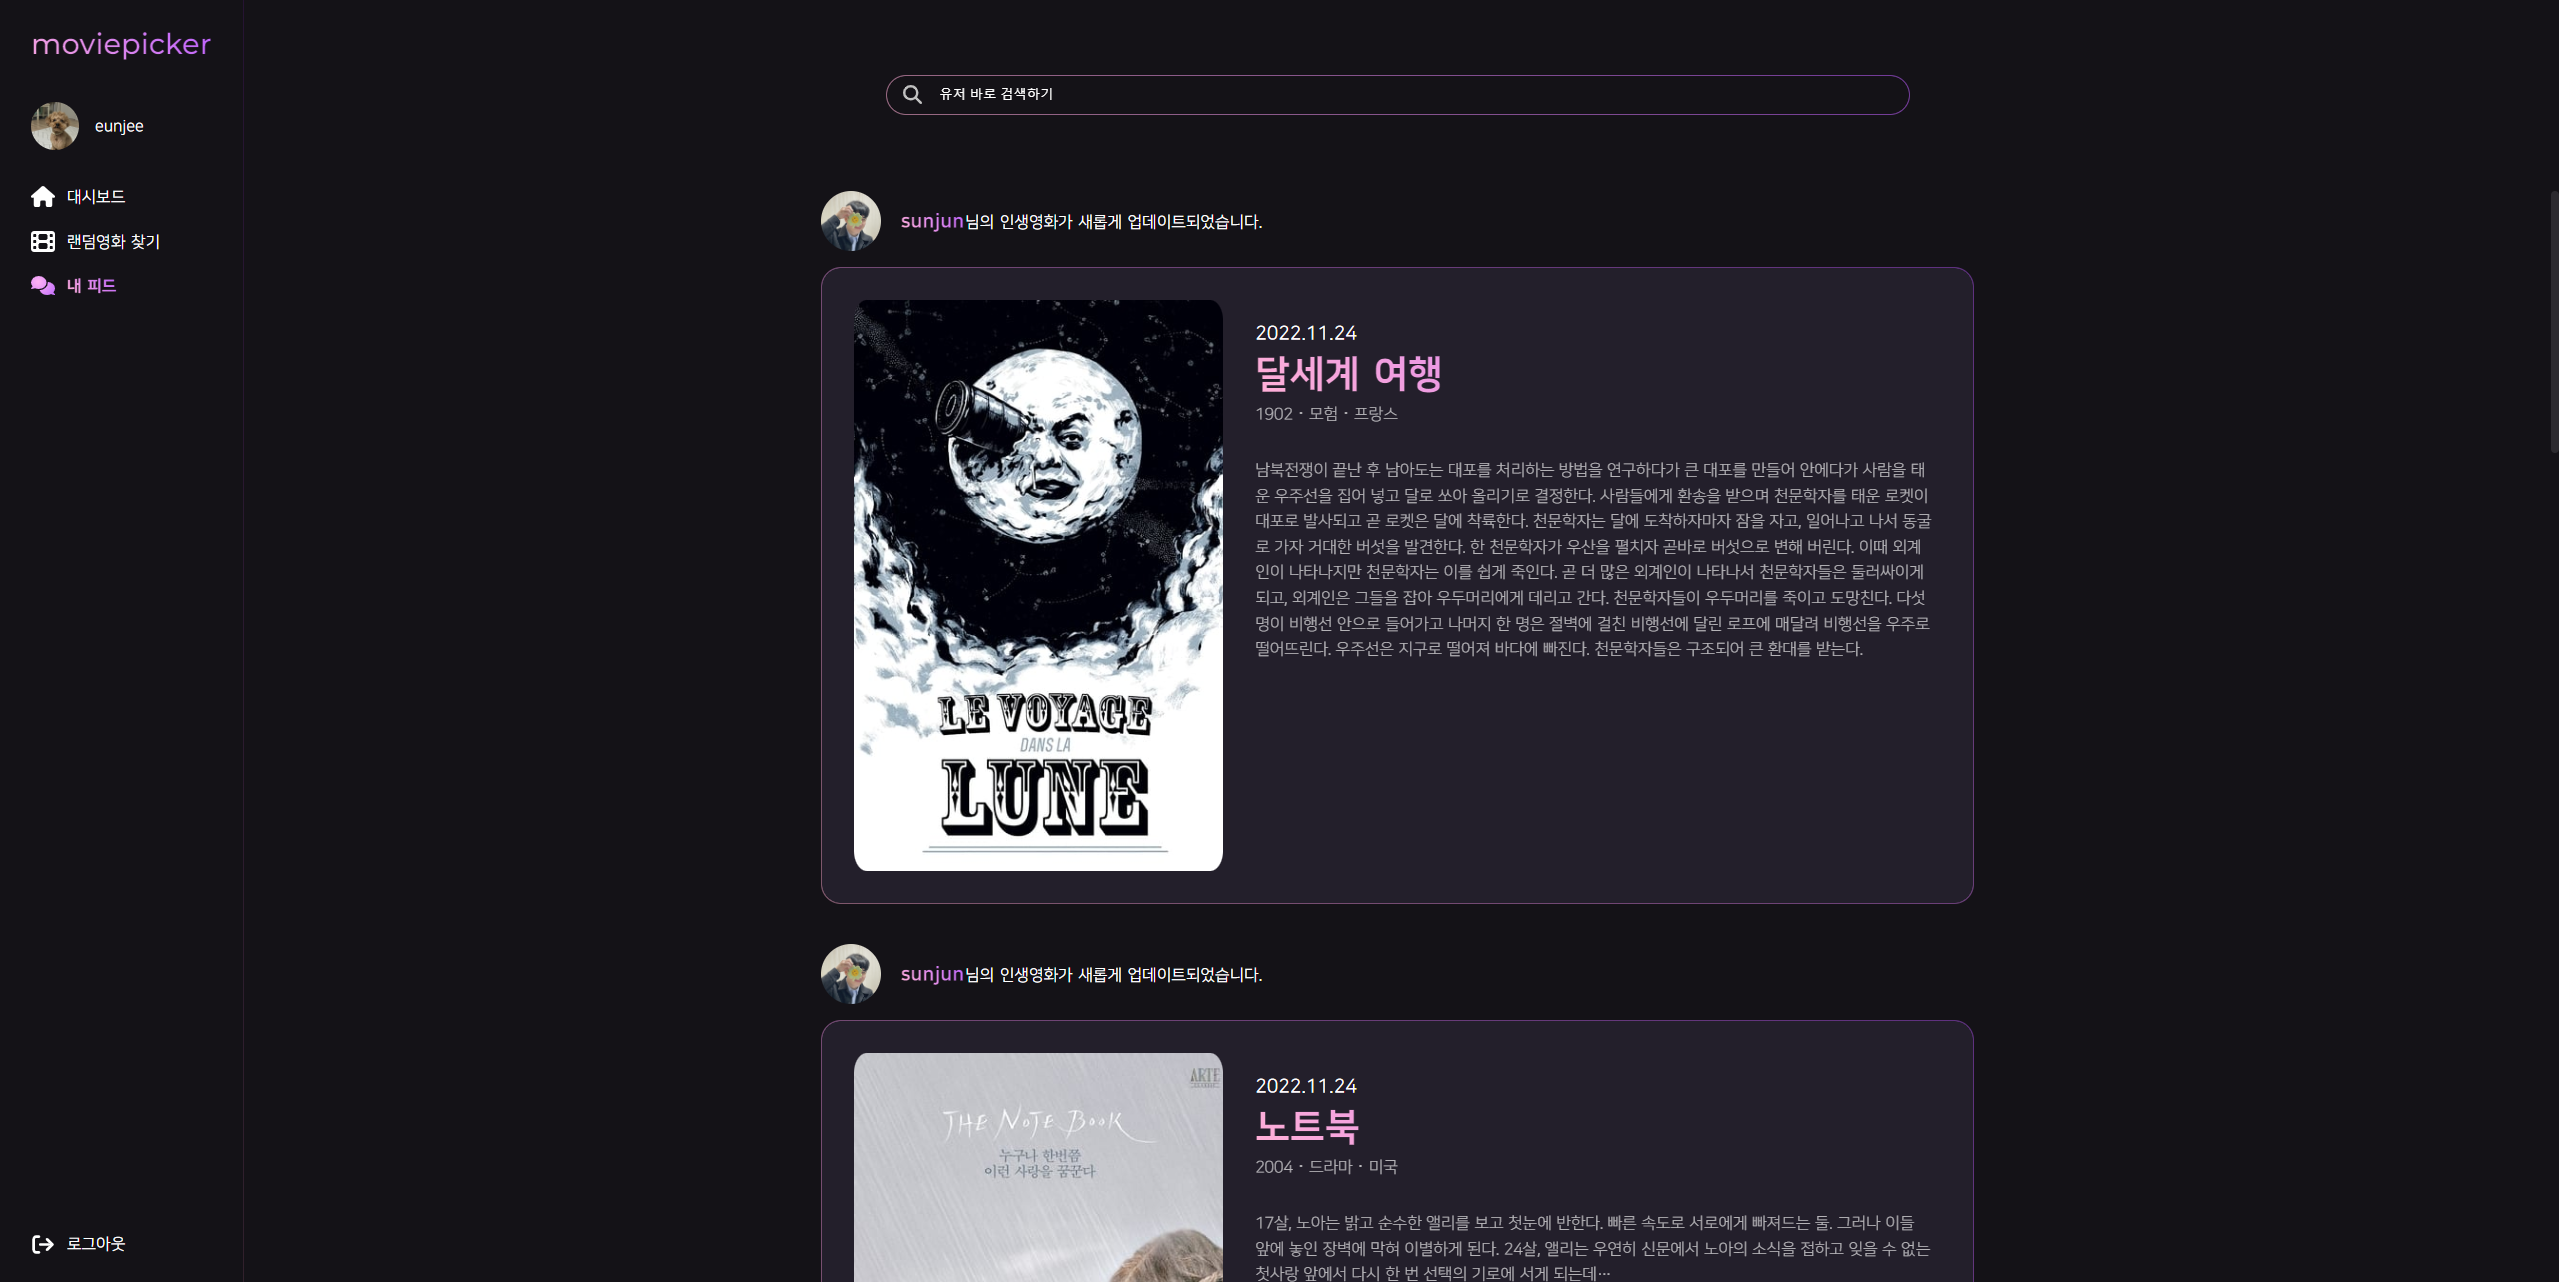 moviepicker
eunjee
대시보드
랜덤영화 찾기
내 피드
로그아웃
유저 바로 검색하기
sunjun님의 인생영화가 새롭게 업데이트되었습니다.
LE VOYAGE
DANS LA
LUNE
2022.11.24
달세계 여행
1902・모험・프랑스
남북전쟁이 끝난 후 남아도는 대포를 처리하는 방법을 연구하다가 큰 대포를 만들어 안에다가 사람을 태
운 우주선을 집어 넣고 달로 쏘아 올리기로 결정한다. 사람들에게 환송을 받으며 천문학자를 태운 로켓이
대포로 발사되고 곧 로켓은 달에 착륙한다. 천문학자는 달에 도착하자마자 잠을 자고, 일어나고 나서 동굴
로 가자 거대한 버섯을 발견한다. 한 천문학자가 우산을 펼치자 곧바로 버섯으로 변해 버린다. 이때 외계
인이 나타나지만 천문학자는 이를 쉽게 죽인다. 곧 더 많은 외계인이 나타나서 천문학자들은 둘러싸이게
되고, 외계인은 그들을 잡아 우두머리에게 데리고 간다. 천문학자들이 우두머리를 죽이고 도망친다. 다섯
명이 비행선 안으로 들어가고 나머지 한 명은 절벽에 걸친 비행선에 달린 로프에 매달려 비행선을 우주로
떨어뜨린다. 우주선은 지구로 떨어져 바다에 빠진다. 천문학자들은 구조되어 큰 환대를 받는다.
sunjun님의 인생영화가 새롭게 업데이트되었습니다.
ARTE
THE NOTE BOOK
누구나 한번쯤
이런 사랑을 꿈꾼다
2022.11.24
노트북
2004・드라마・미국
17살, 노아는 밝고 순수한 앨리를 보고 첫눈에 반한다. 빠른 속도로 서로에게 빠져드는 둘. 그러나 이들
앞에 놓인 장벽에 막혀 이별하게 된다. 24살, 앨리는 우연히 신문에서 노아의 소식을 접하고 잊을 수 없는
첫사랑 앞에서 다시 한 번 선택의 기로에 서게 되는데…